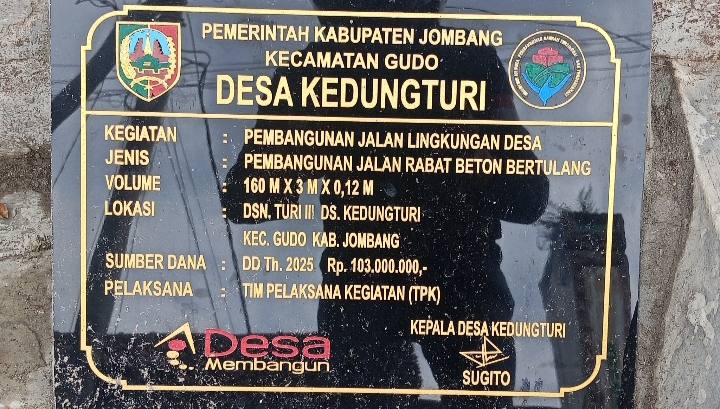 PEMERINTAH KABUPATEN JOMBANG
KECAMATAN GUDO
DESA KEDUNGTURI
KEGIATAN : PEMBANGUNAN JALAN LINGKUNGAN DESA
JENIS : PEMBANGUNAN JALAN RABAT BETON BERTULANG
VOLUME : 160 M X 3 M X 0,12 M
LOKASI : DSN. TURI III DS. KEDUNGTURI
KEC. GUDO KAB. JOMBANG
SUMBER DANA : DD Th. 2025 Rp. 103.000.000,-
PELAKSANA : TIM PELAKSANA KEGIATAN (TPK)
Desa
Membangun
KEPALA DESA KEDUNGTURI
SUGITO